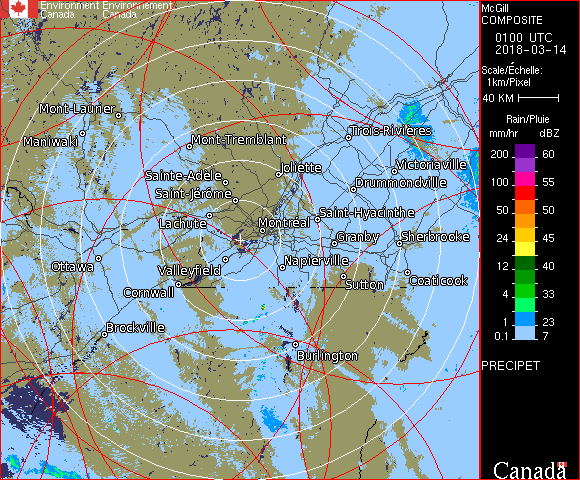 Environment Environnement
Canada Canada
McGill
COMPOSITE
0100 UTC
2018-03-14
Scale/Échelle:
1km/Pixel
40 KM
Rain/Pluie
mm/hr dBZ
200 60
100 55
50 50
24 45
12 40
4 33
1 23
0.1 7
PRECIPET
Canada
Mont-Laurier
Maniwaki
Mont-Tremblant
Trois-Rivières
Joliette
Victoriaville
Sainte-Adèle
Drummondville
Saint-Jérôme
Saint-Hyacinthe
Lachute
Montréal
Granby
Sherbrooke
Ottawa
Valleyfield
Napierville
Cornwall
Sutton
Coaticook
Brockville
Burlington